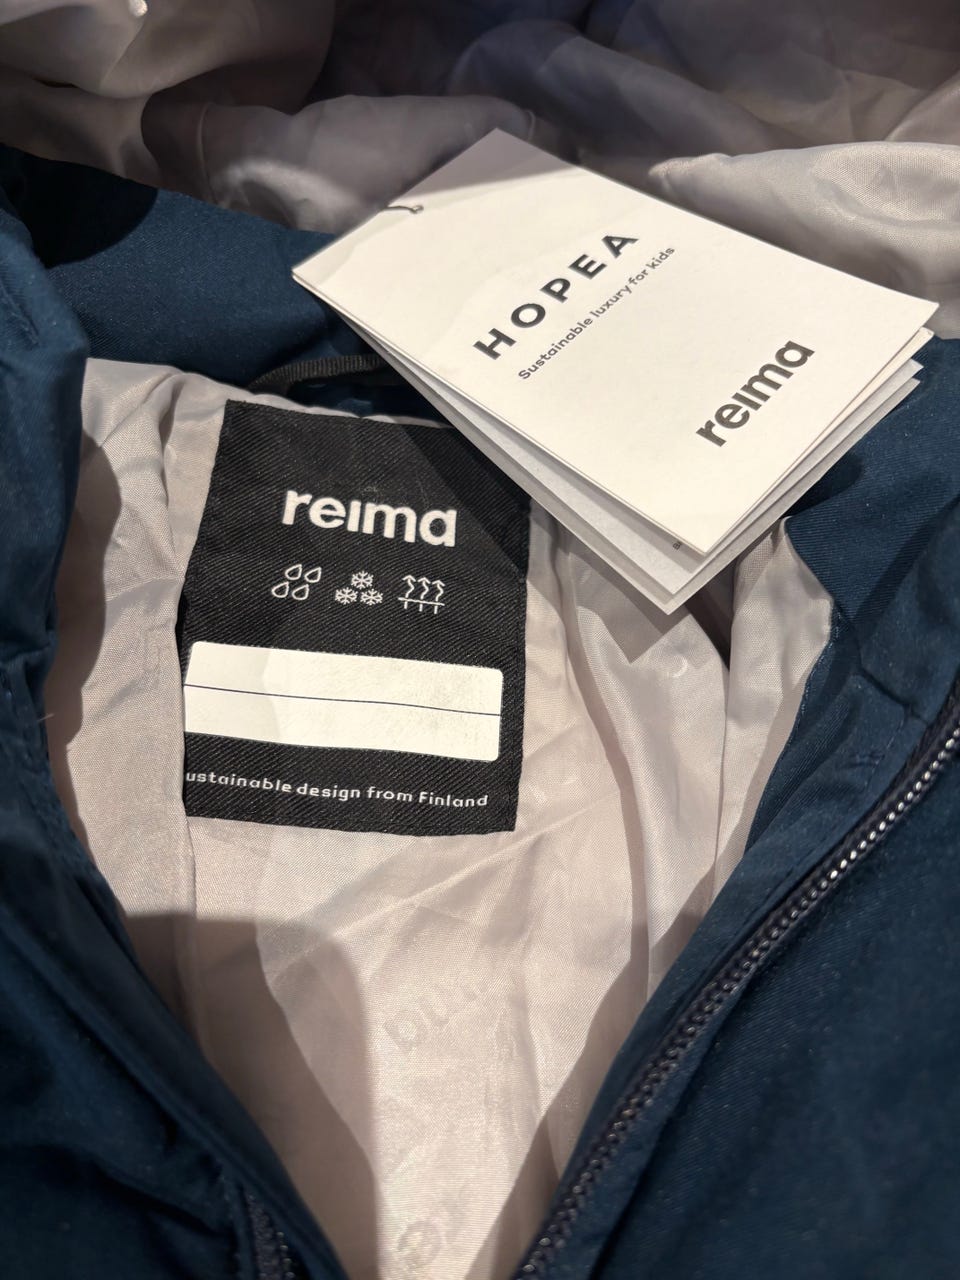 HOPEA
Sustainable luxury for kids
reima
reima
ustainable design from Finland